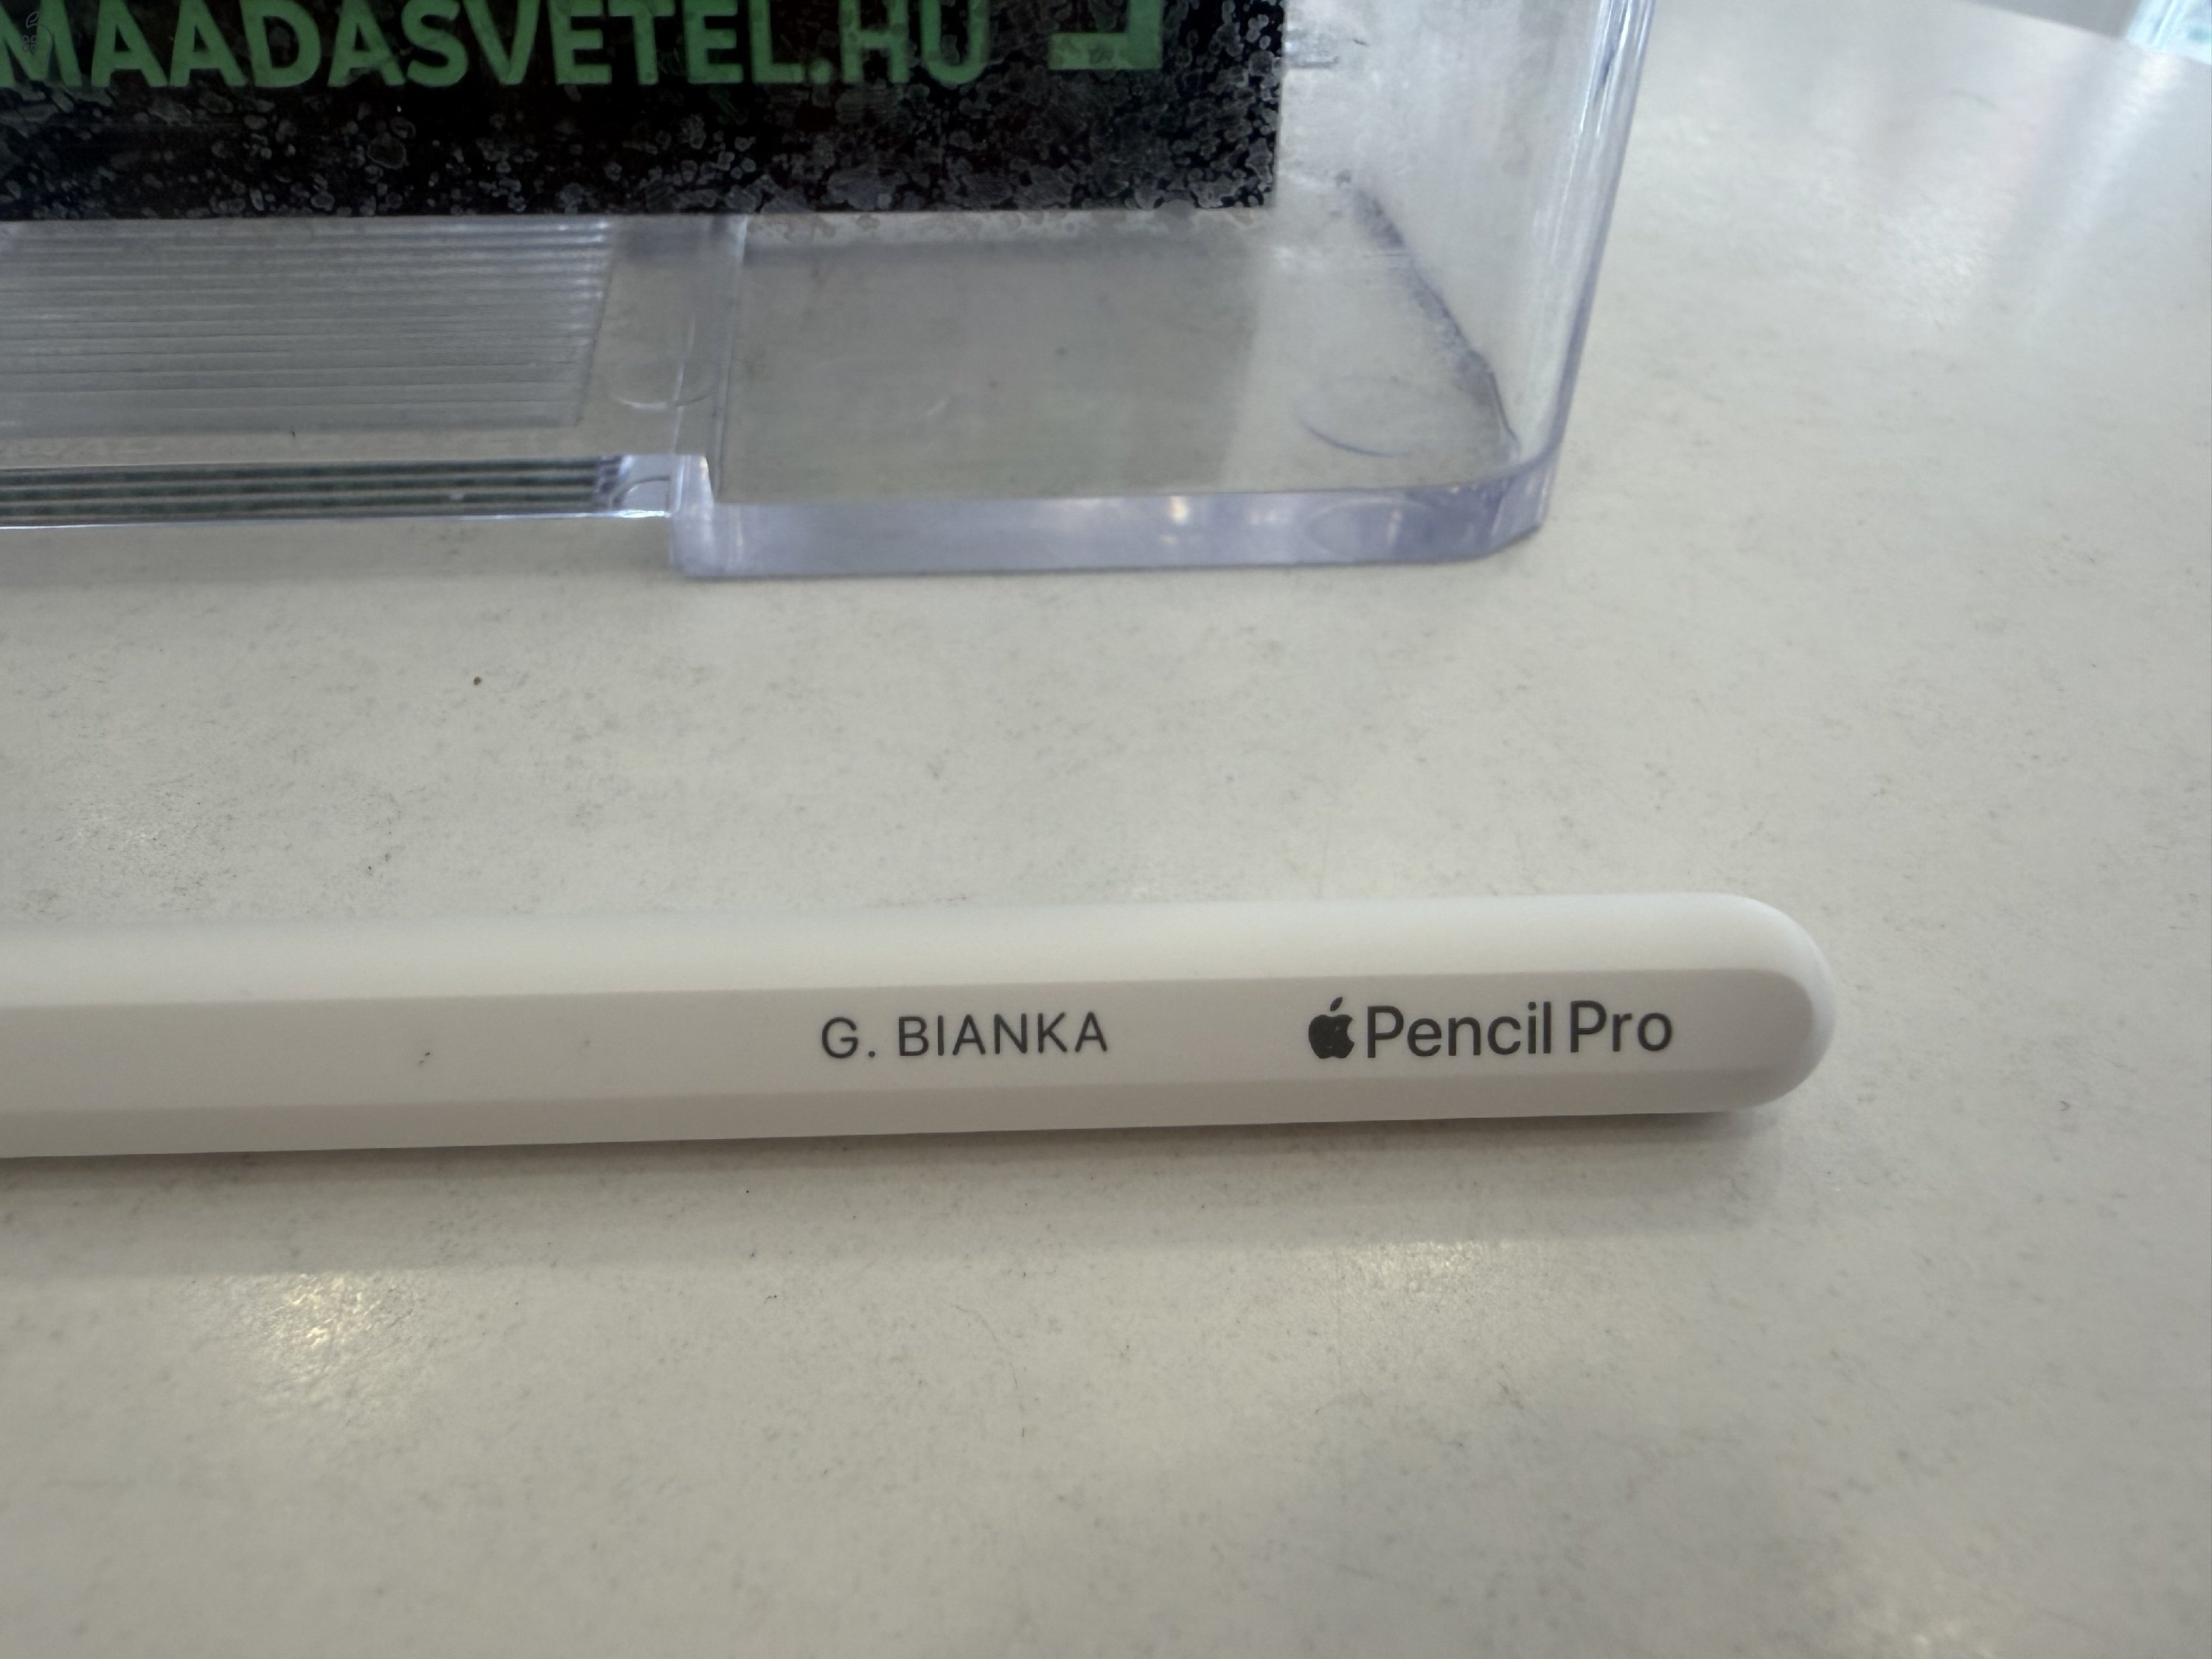 MAADASVETEL.HU
G. BIANKA
Pencil Pro